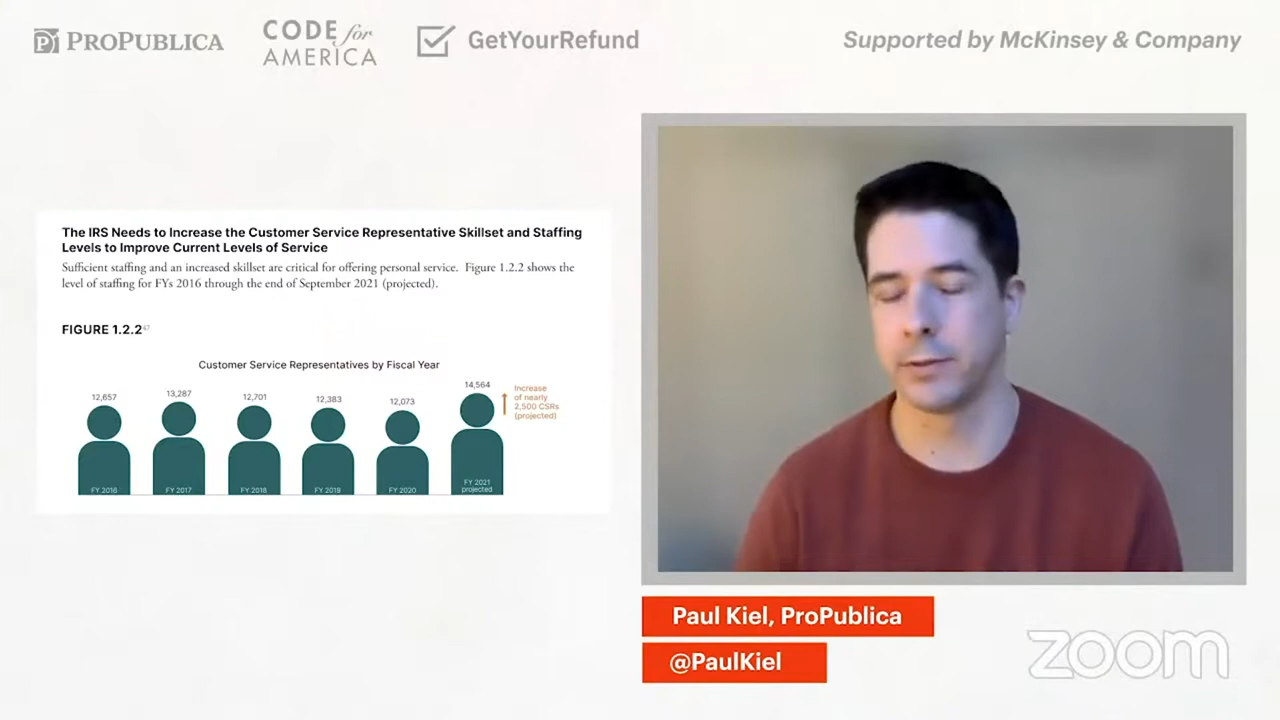 PROPUBLICA
CODE for
AMERICA
GetYourRefund
Supported by McKinsey & Company
The IRS Needs to Increase the Customer Service Representative Skillset and Staffing
Levels to Improve Current Levels of Service
Sufficient staffing and an increased skillset are critical for offering personal service. Figure 1.2.2 shows the
level of staffing for FYs 2016 through the end of September 2021 (projected).
FIGURE 1.2.2
Customer Service Representatives by Fiscal Year
12,657
13,287
12,701
12,383
12,073
14,564
Increase
of nearly
2,500 CSRs
(projected)
FY 2016
FY 2017
FY 2018
FY 2019
FY 2020
FY 2021
projected
Paul Kiel, ProPublica
@PaulKiel
zoom